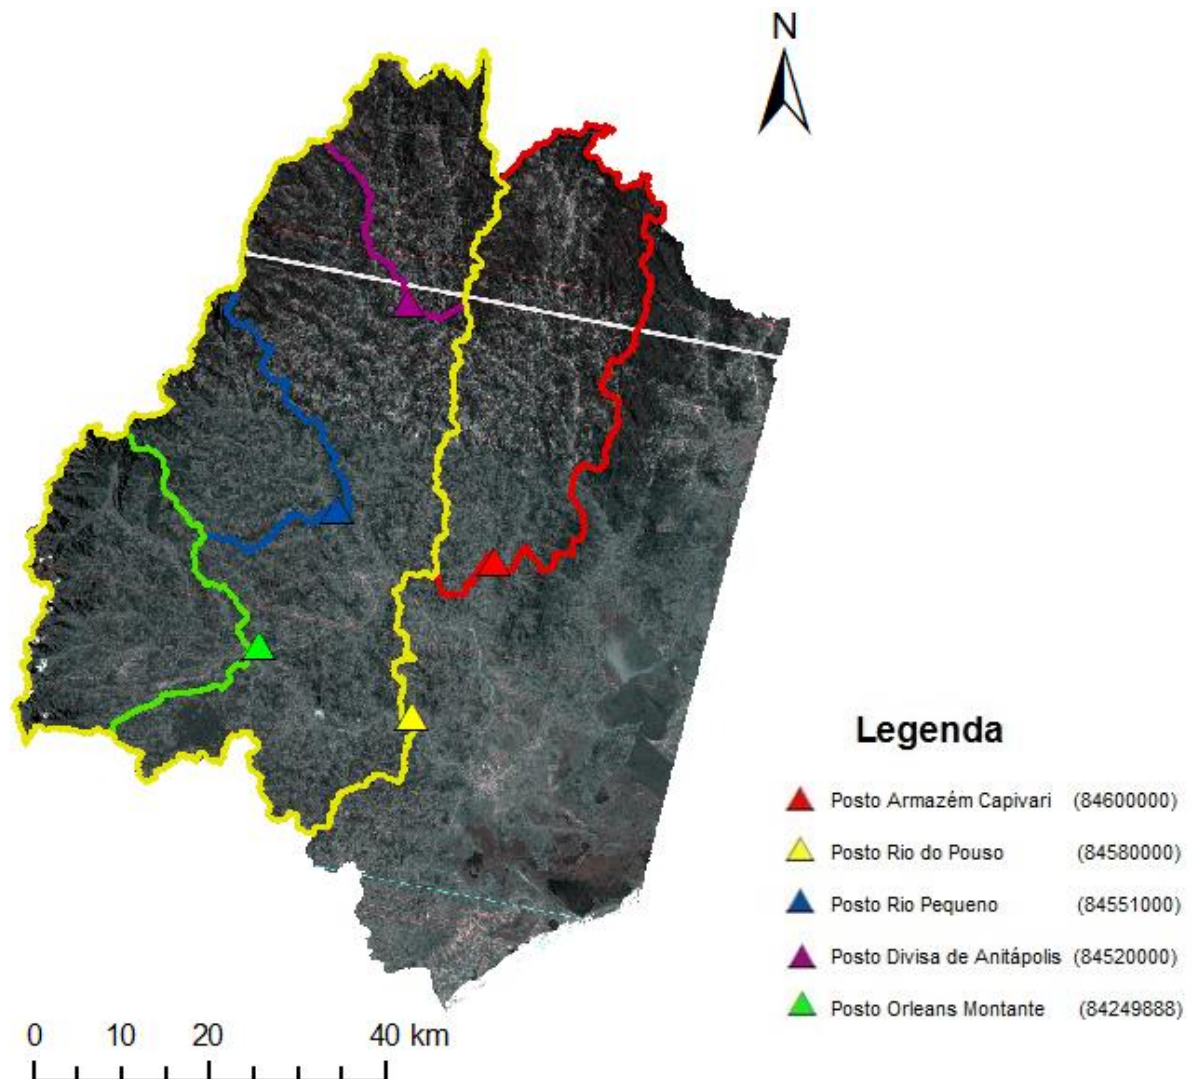 N
Legenda
Posto Armazém Capivari (84600000)
Posto Rio do Pouso (84580000)
Posto Rio Pequeno (84551000)
Posto Divisa de Anitápolis (84520000)
Posto Orleans Montante (84249888)
0 10 20 40 km